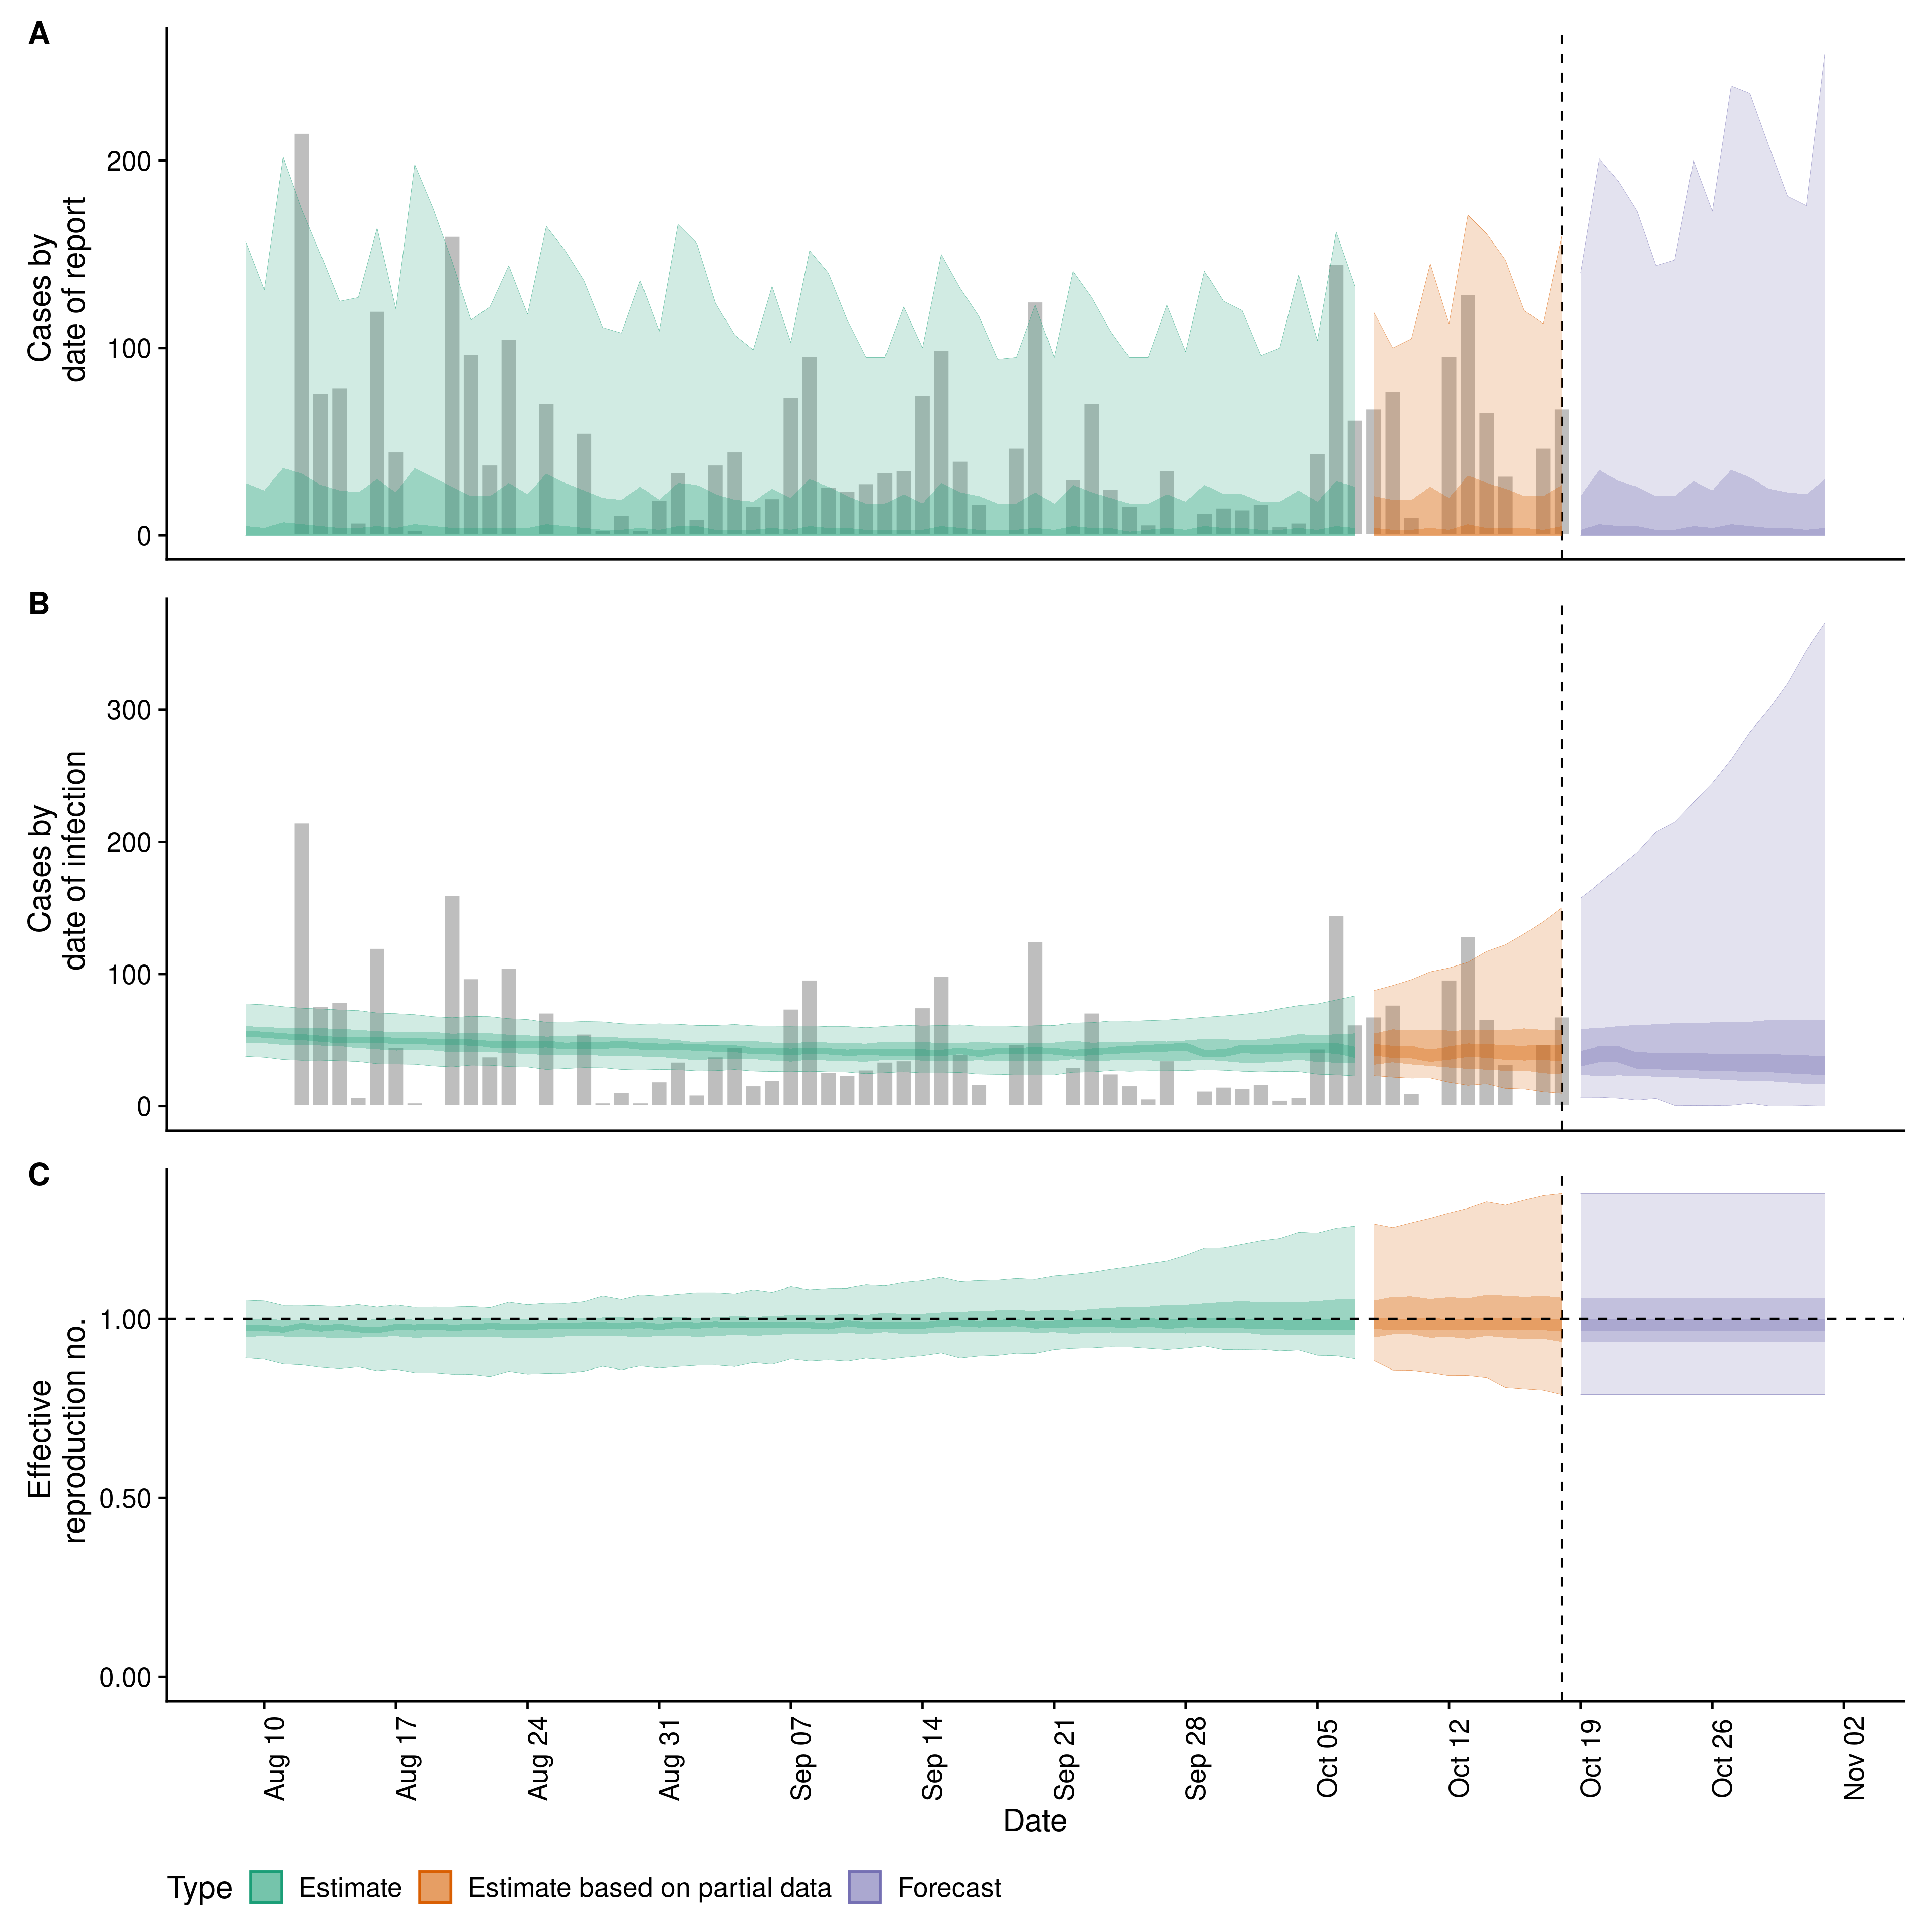 A
Cases by
date of report
200
100
0
B
Cases by
date of infection
300
200
100
0
C
Effective
reproduction no.
1.00
0.50
0.00
Aug 10
Aug 17
Aug 24
Aug 31
Sep 07
Sep 14
Sep 21
Sep 28
Oct 05
Oct 12
Oct 19
Oct 26
Nov 02
Date
Type Estimate Estimate based on partial data Forecast